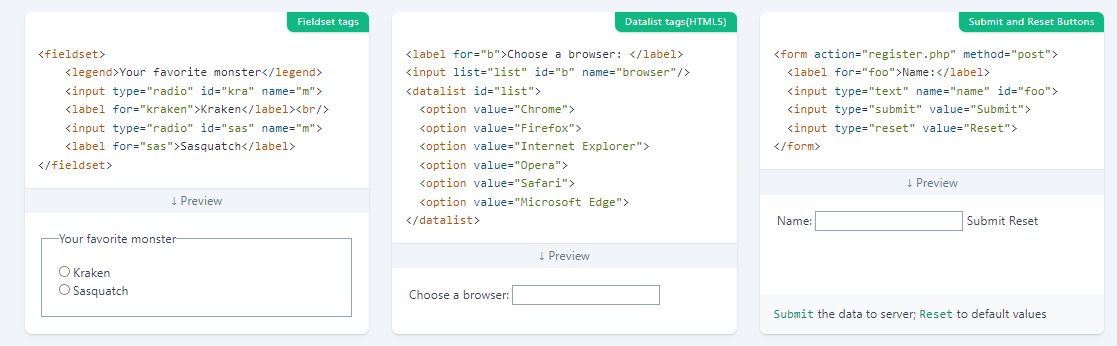 Fieldset tags
<fieldset>
<legend>Your favorite monster</legend>
<input type="radio" id="kra" name="m">
<label for="kraken">Kraken</label><br/>
<input type="radio" id="sas" name="m">
<label for="sas">Sasquatch</label>
</fieldset>
↓ Preview
Your favorite monster
Kraken
Sasquatch
Datalist tags(HTML5)
<label for="b">Choose a browser: </label>
<input list="list" id="b" name="browser"/>
<datalist id="list">
<option value="Chrome">
<option value="Firefox">
<option value="Internet Explorer">
<option value="Opera">
<option value="Safari">
<option value="Microsoft Edge">
</datalist>
↓ Preview
Choose a browser:
Submit and Reset Buttons
<form action="register.php" method="post">
<label for="foo">Name:</label>
<input type="text" name="name" id="foo">
<input type="submit" value="Submit">
<input type="reset" value="Reset">
</form>
↓ Preview
Name: Submit Reset
Submit the data to server; Reset to default values